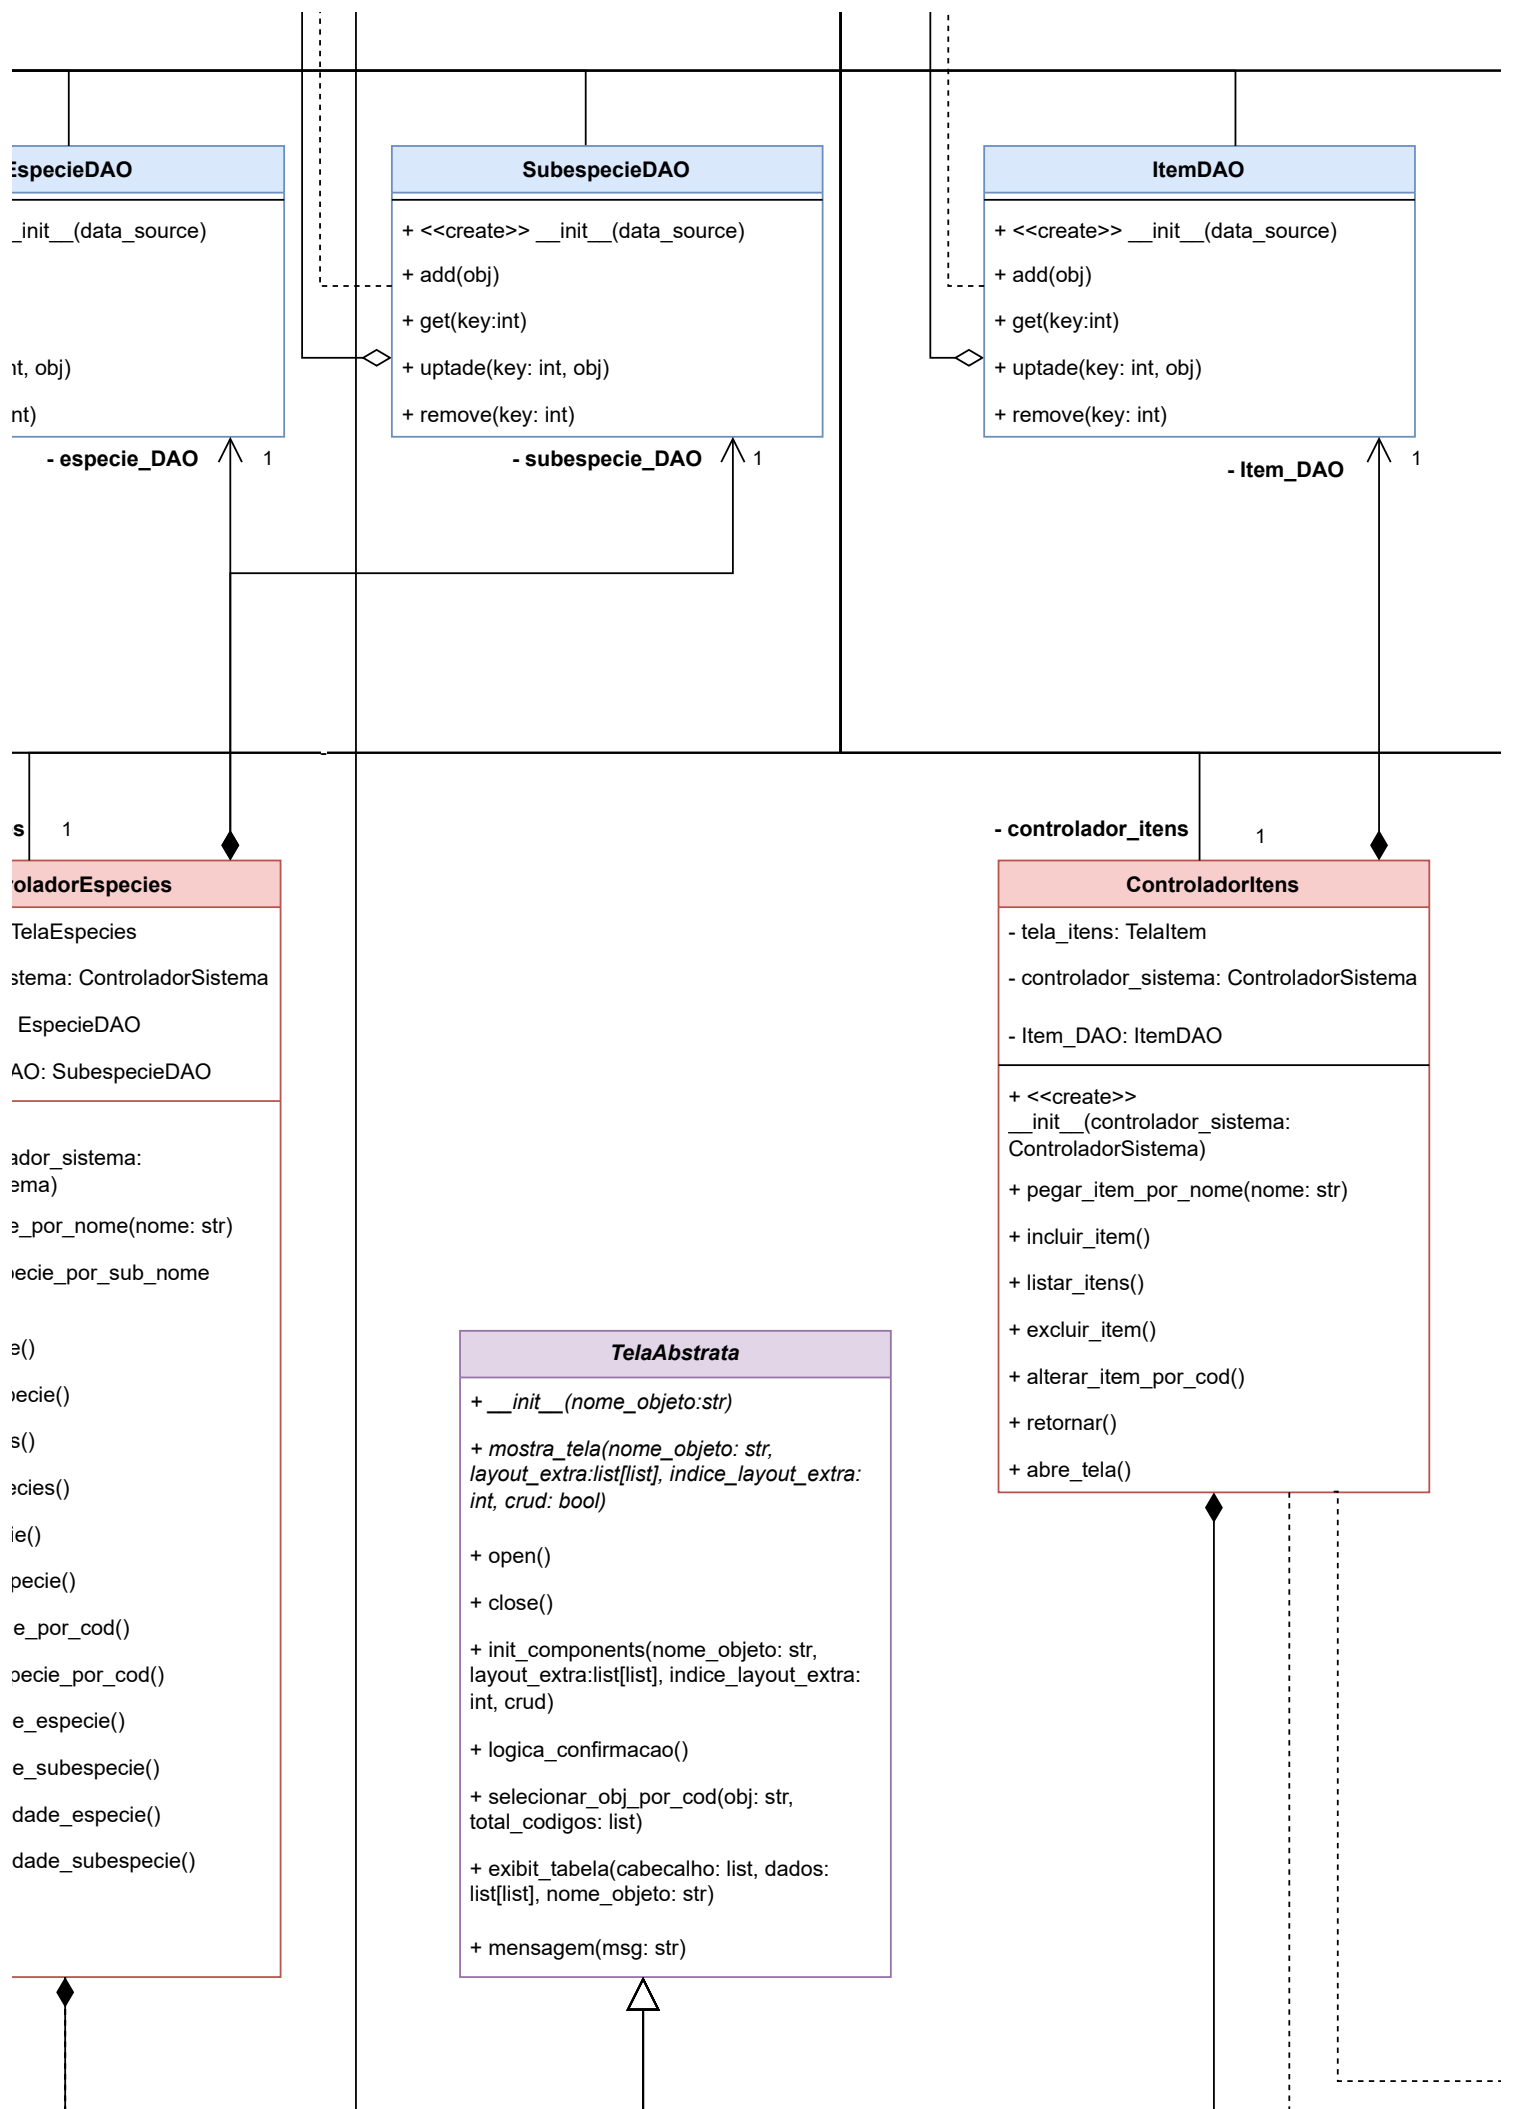 EspecieDAO
_init__(data_source)
nt, obj)
nt)
- especie_DAO
1
SubespecieDAO
+ <<create>> __init__(data_source)
+ add(obj)
+ get(key:int)
+ uptade(key: int, obj)
+ remove(key: int)
- subespecie_DAO
1
ItemDAO
+ <<create>> __init__(data_source)
+ add(obj)
+ get(key:int)
+ uptade(key: int, obj)
+ remove(key: int)
- Item_DAO
1
s
1
roladorEspecies
TelaEspecies
stema: ControladorSistema
EspecieDAO
AO: SubespecieDAO
ador_sistema:
ema)
e_por_nome(nome: str)
pecie_por_sub_nome
e()
pecie()
s()
ecies()
ie()
pecie()
e_por_cod()
pecie_por_cod()
e_especie()
e_subespecie()
dade_especie()
dade_subespecie()
TelaAbstrata
+ __init__(nome_objeto:str)
+ mostra_tela(nome_objeto: str,
layout_extra:list[list], indice_layout_extra:
int, crud: bool)
+ open()
+ close()
+ init_components(nome_objeto: str,
layout_extra:list[list], indice_layout_extra:
int, crud)
+ logica_confirmacao()
+ selecionar_obj_por_cod(obj: str,
total_codigos: list)
+ exibit_tabela(cabecalho: list, dados:
list[list], nome_objeto: str)
+ mensagem(msg: str)
- controlador_itens
1
ControladorItens
- tela_itens: TelaItem
- controlador_sistema: ControladorSistema
- Item_DAO: ItemDAO
+ <<create>>
__init__(controlador_sistema:
ControladorSistema)
+ pegar_item_por_nome(nome: str)
+ incluir_item()
+ listar_itens()
+ excluir_item()
+ alterar_item_por_cod()
+ retornar()
+ abre_tela()